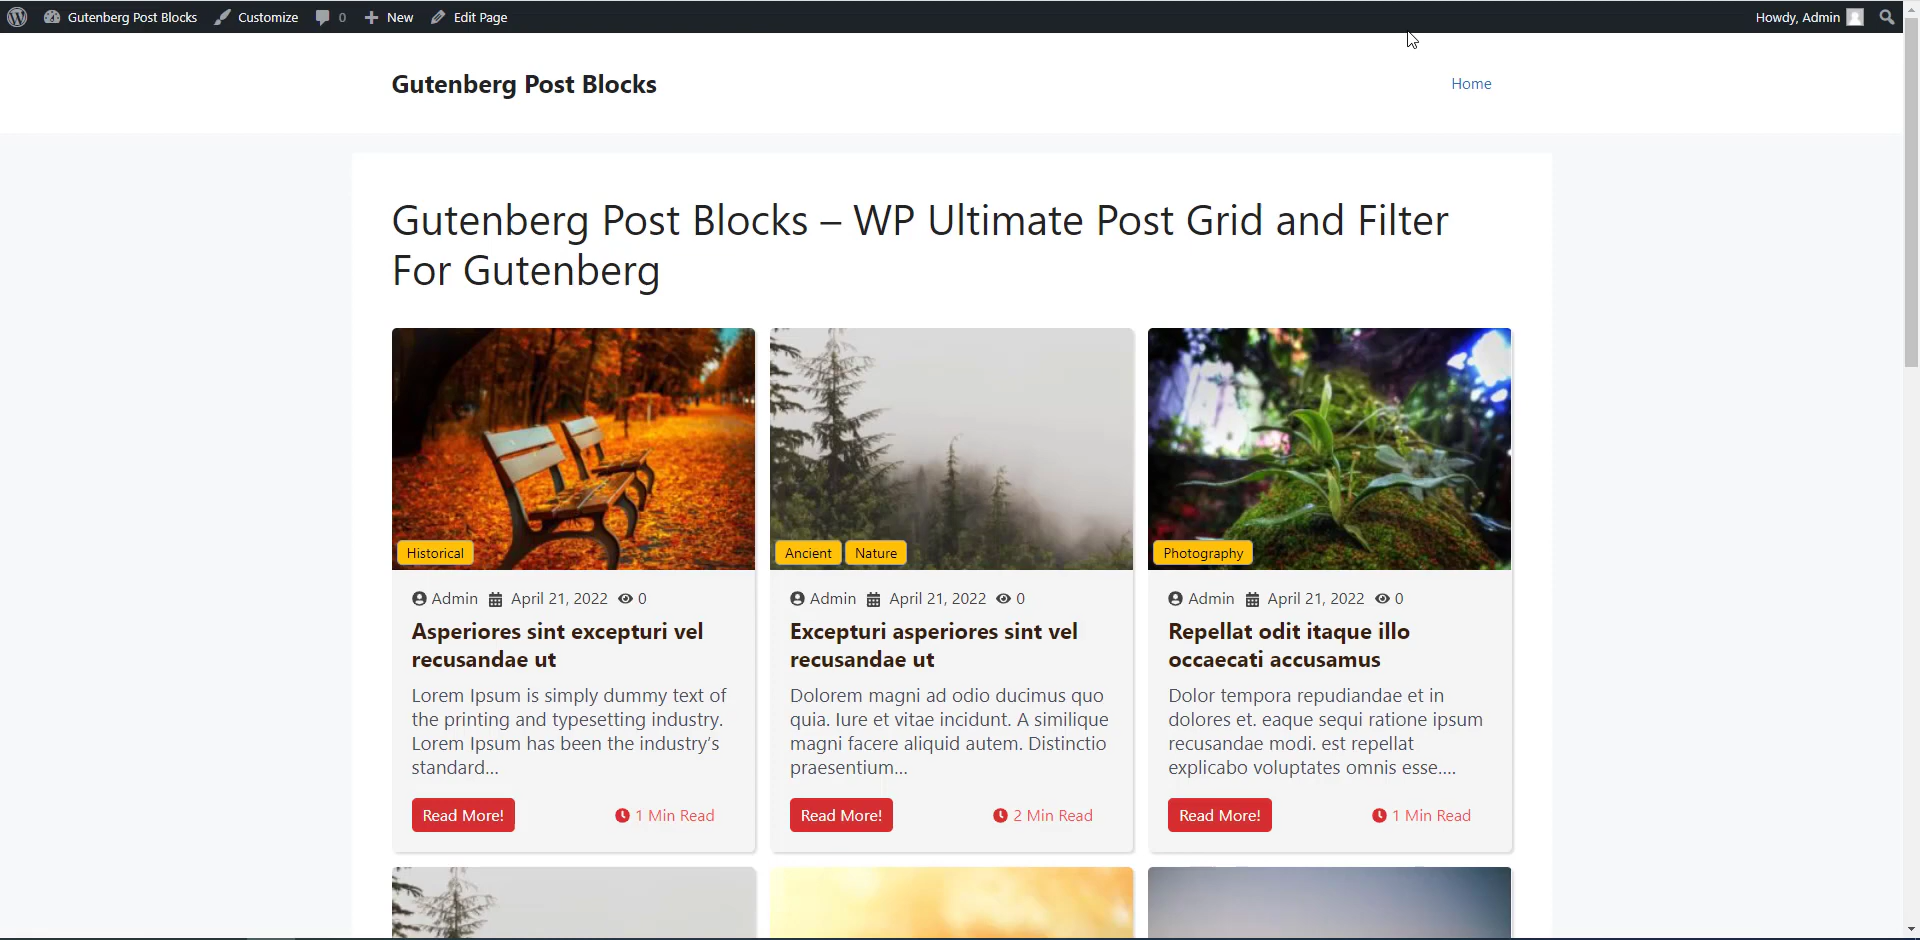 Gutenberg Post Blocks Customize 0 New Edit Page Howdy, Admin
Gutenberg Post Blocks Home
Gutenberg Post Blocks – WP Ultimate Post Grid and Filter
For Gutenberg
Historical
Admin April 21, 2022 0
Asperiores sint excepturi vel
recusandae ut
Lorem Ipsum is simply dummy text of
the printing and typesetting industry.
Lorem Ipsum has been the industry's
standard...
Read More! 1 Min Read
Ancient Nature
Admin April 21, 2022 0
Excepturi asperiores sint vel
recusandae ut
Dolorem magni ad odio ducimus quo
quia. Iure et vitae incidunt. A similique
magni facere aliquid autem. Distinctio
praesentium...
Read More! 2 Min Read
Photography
Admin April 21, 2022 0
Repellat odit itaque illo
occaecati accusamus
Dolor tempora repudiandae et in
dolores et. eaque sequi ratione ipsum
recusandae modi. est repellat
explicabo voluptates omnis esse....
Read More! 1 Min Read